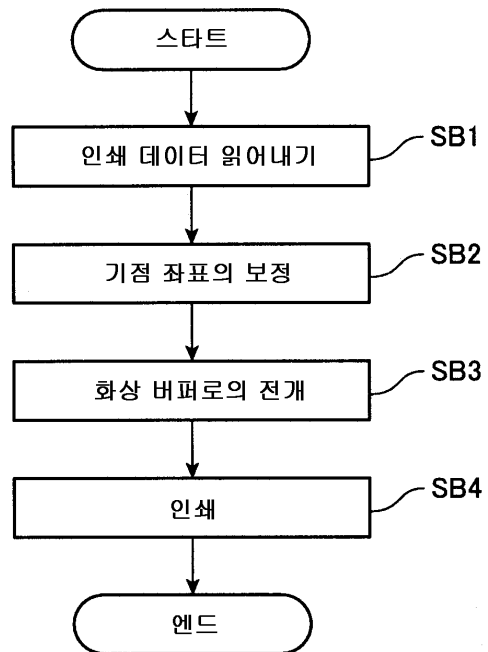 스타트
인쇄 데이터 읽어내기
SB1
기점 좌표의 보정
SB2
화상 버퍼로의 전개
SB3
인쇄
SB4
엔드